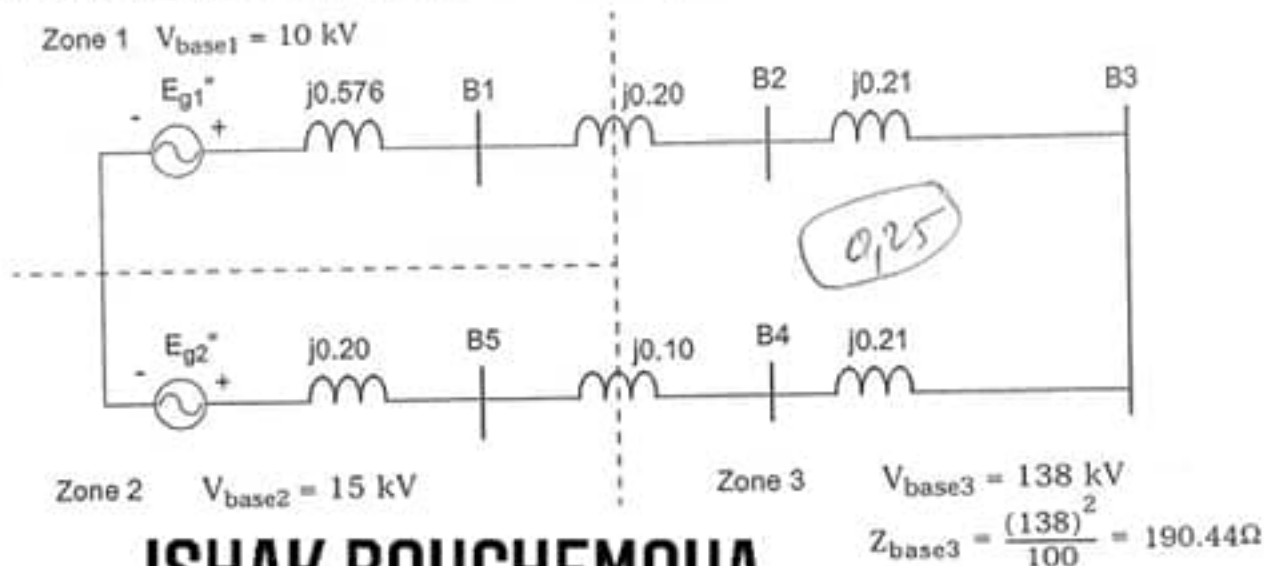 Zone 1 V_base1 = 10 kV
E_g1" j0.576 B1 j0.20 B2 j0.21 B3
- +
0,25
E_g2" j0.20 B5 j0.10 B4 j0.21
- +
Zone 2 V_base2 = 15 kV Zone 3 V_base3 = 138 kV
Z_base3 = (138)² / 100 = 190.44Ω